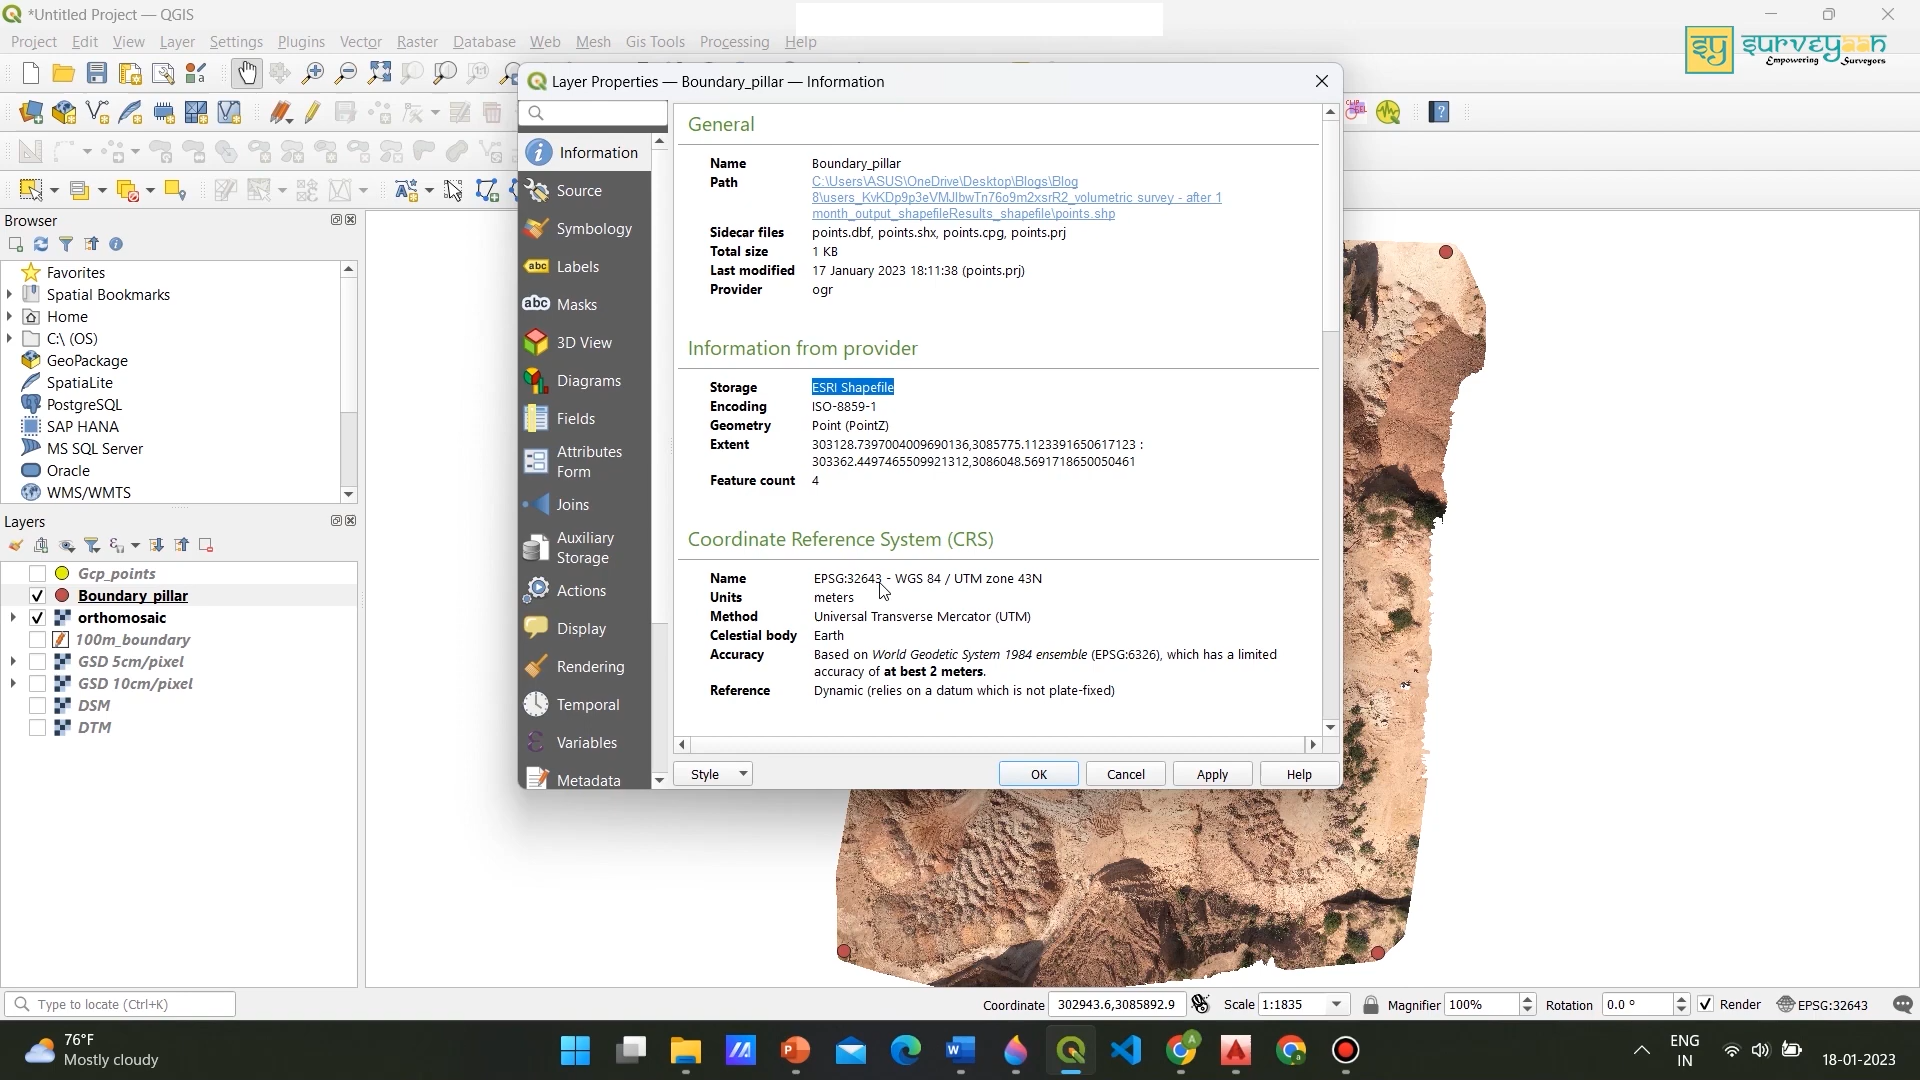 *Untitled Project — QGIS
Project Edit View Layer Settings Plugins Vector Raster Database Web Mesh Gis Tools Processing Help
sy surveyaan
Empowering Surveyors
Layer Properties — Boundary_pillar — Information
Information
Source
Symbology
Labels
Masks
3D View
Diagrams
Fields
Attributes
Form
Joins
Auxiliary
Storage
Actions
Display
Rendering
Temporal
Variables
Metadata
General
Name Boundary_pillar
Path C:\Users\ASUS\OneDrive\Desktop\Blogs\Blog
8\users_KvKDp9p3eVMJIbwTn76o9m2xsrR2_volumetric survey - after 1
month_output_shapefileResults_shapefile\points.shp
Sidecar files points.dbf, points.shx, points.cpg, points.prj
Total size 1 KB
Last modified 17 January 2023 18:11:38 (points.prj)
Provider ogr
Information from provider
Storage ESRI Shapefile
Encoding ISO-8859-1
Geometry Point (PointZ)
Extent 303128.7397004009690136,3085775.1123391650617123 :
303362.4497465509921312,3086048.5691718650050461
Feature count 4
Coordinate Reference System (CRS)
Name EPSG:32643 - WGS 84 / UTM zone 43N
Units meters
Method Universal Transverse Mercator (UTM)
Celestial body Earth
Accuracy Based on World Geodetic System 1984 ensemble (EPSG:6326), which has a limited
accuracy of at best 2 meters.
Reference Dynamic (relies on a datum which is not plate-fixed)
Style OK Cancel Apply Help
Browser
Favorites
Spatial Bookmarks
Home
C:\ (OS)
GeoPackage
SpatiaLite
PostgreSQL
SAP HANA
MS SQL Server
Oracle
WMS/WMTS
Layers
Gcp_points
Boundary_pillar
orthomosaic
100m_boundary
GSD 5cm/pixel
GSD 10cm/pixel
DSM
DTM
Type to locate (Ctrl+K) Coordinate 302943.6,3085892.9 Scale 1:1835 Magnifier 100% Rotation 0.0 ° Render EPSG:32643
76°F
Mostly cloudy
ENG
IN
18-01-2023